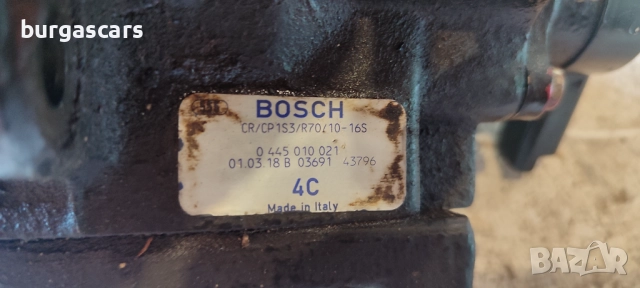 burgascars
BOSCH
CR/CP1S3/R70/10-16S
0 445 010 021
01.03.18 B 03691 43796
4C
Made in Italy
BAZAR